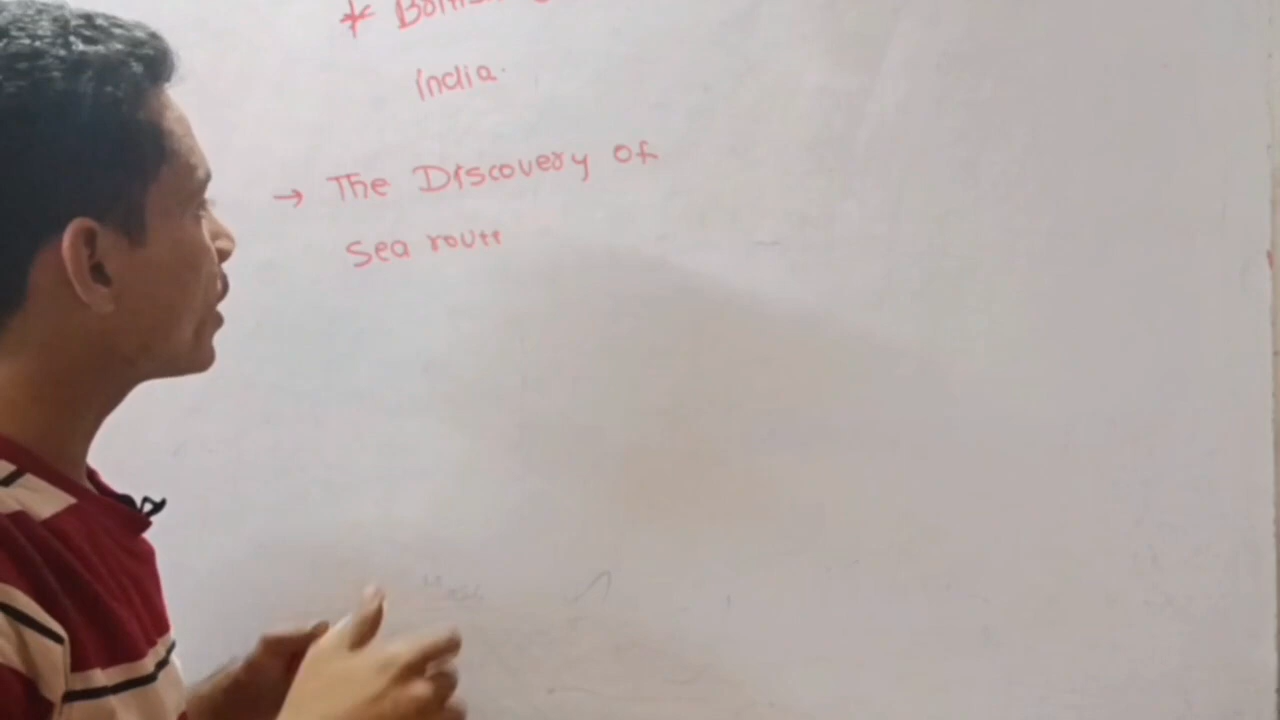 india.
→ The Discovery of
Sea route